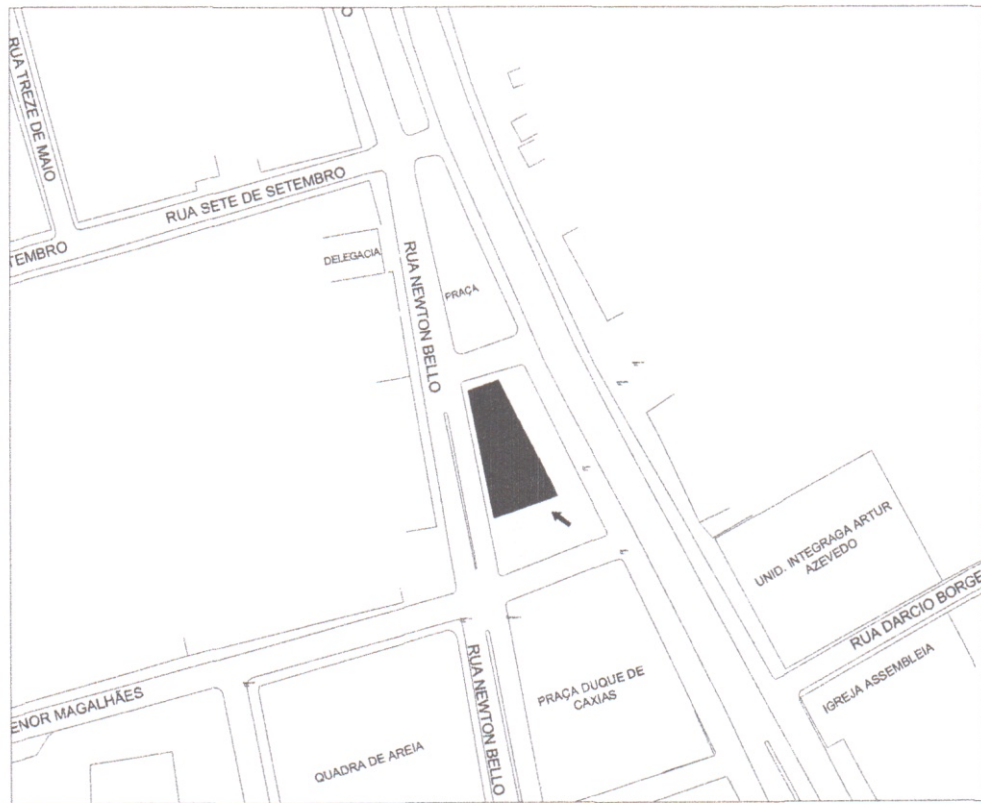 O
RUA TREZE DE MAIO
RUA SETE DE SETEMBRO
TEMBRO
DELEGACIA
RUA NEWTON BELLO
PRAÇA
UNID. INTEGRAGA ARTUR
AZEVEDO
RUA DARCIO BORGE
IGREJA ASSEMBLEIA
PRAÇA DUQUE DE
CAXIAS
RUA NEWTON BELLO
ENOR MAGALHÃES
QUADRA DE AREIA